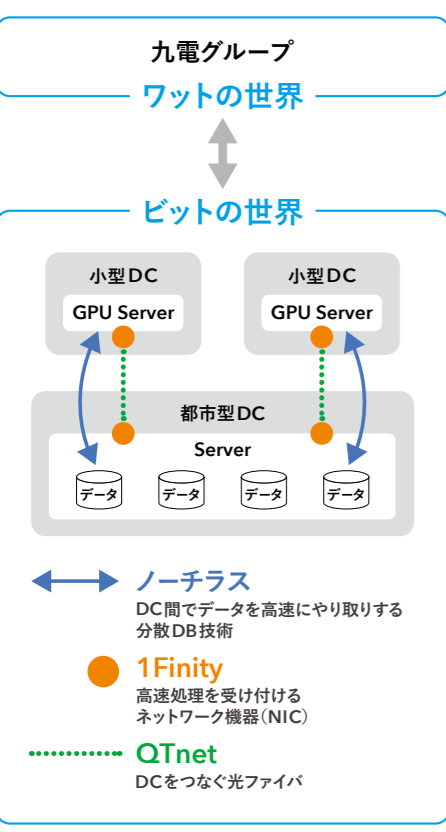 九電グループ
ワットの世界
ビットの世界
小型DC
GPU Server
小型DC
GPU Server
都市型DC
Server
データ
データ
データ
データ
ノーチラス
DC間でデータを高速にやり取りする
分散DB技術
1Finity
高速処理を受け付ける
ネットワーク機器(NIC)
QTnet
DCをつなぐ光ファイバ